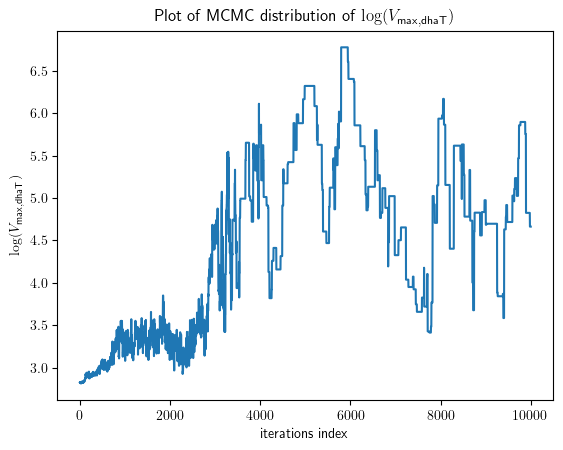 Plot of MCMC distribution of log(V_max,dhaT)
log(V_max,dhaT)
6.5
6.0
5.5
5.0
4.5
4.0
3.5
3.0
0 2000 4000 6000 8000 10000
iterations index